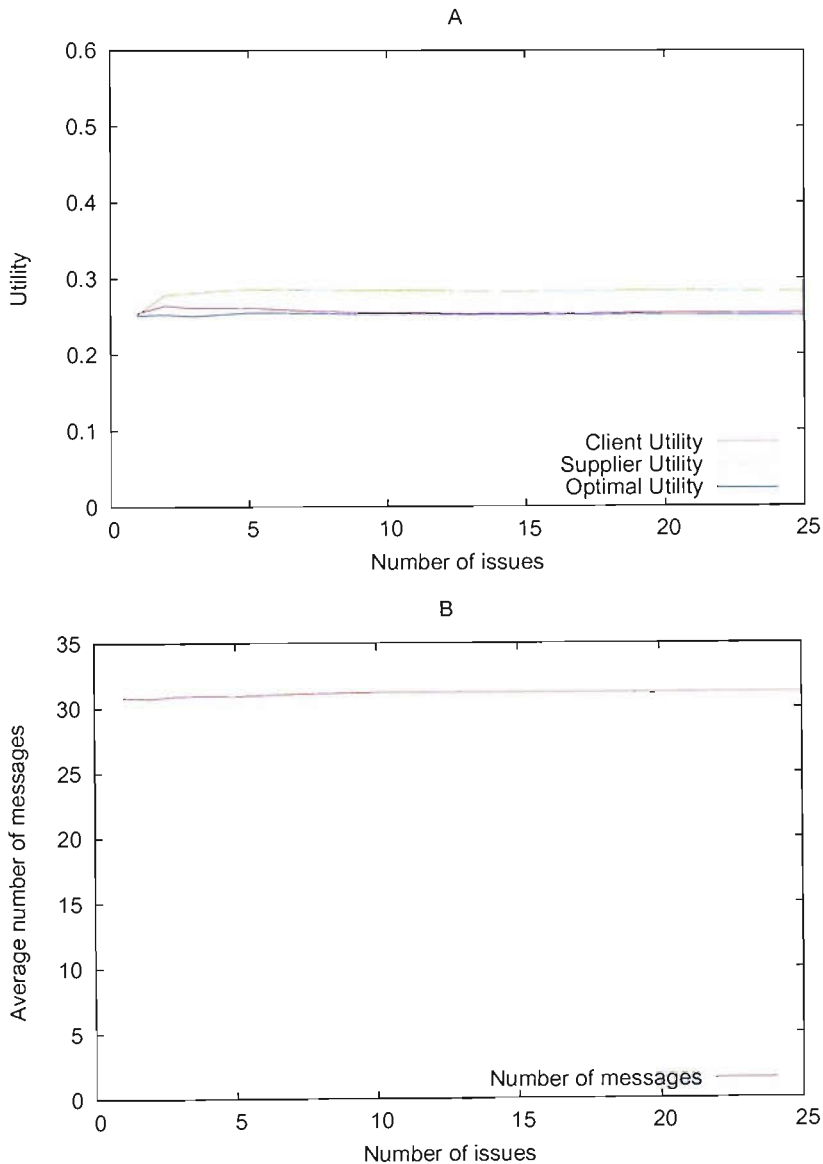 A
0.6
0.5
0.4
0.3
0.2
0.1
0
Utility
Client Utility
Supplier Utility
Optimal Utility
0 5 10 15 20 25
Number of issues
B
35
30
25
20
15
10
5
0
Average number of messages
Number of messages
0 5 10 15 20 25
Number of issues